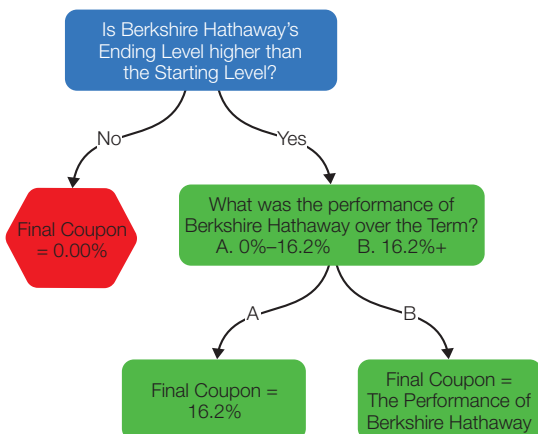 Is Berkshire Hathaway’s
Ending Level higher than
the Starting Level?
No
Yes
Final Coupon
= 0.00%
What was the performance of
Berkshire Hathaway over the Term?
A. 0%–16.2% B. 16.2%+
A
B
Final Coupon =
16.2%
Final Coupon =
The Performance of
Berkshire Hathaway